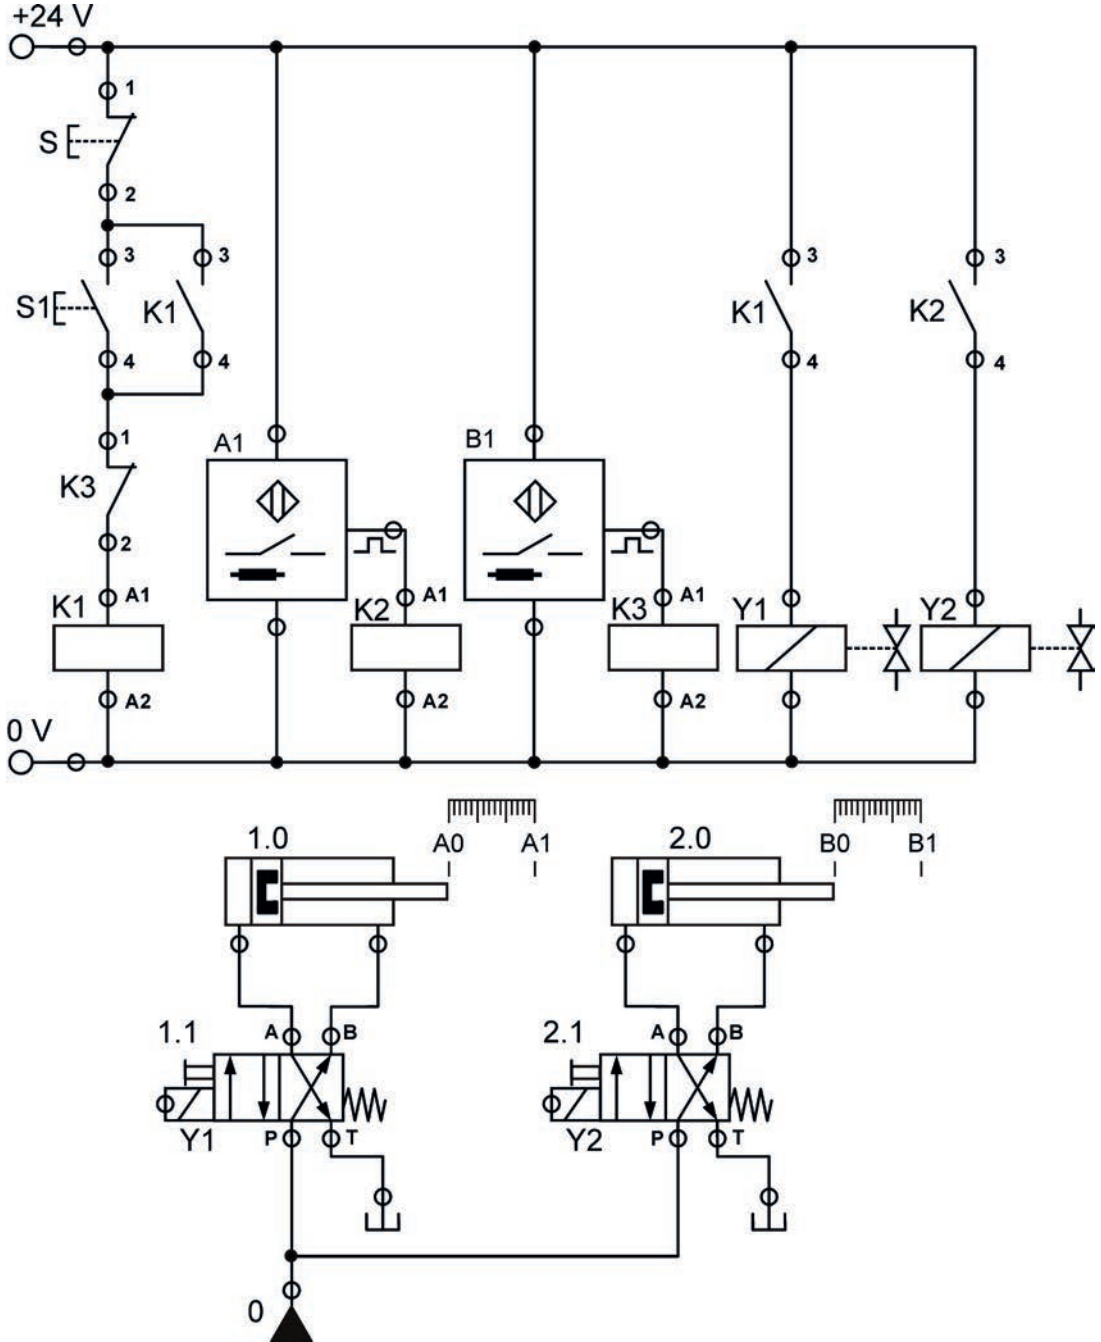 +24 V
1
S
2
3 3 3 3
S1 K1 K1 K2
4 4 4 4
1 A1 B1
K3
2
K1 A1 K2 A1 K3 A1 Y1 Y2
A2 A2 A2
0 V
1.0 A0 A1 2.0 B0 B1
1.1 A B 2.1 A B
Y1 P T Y2 P T
0